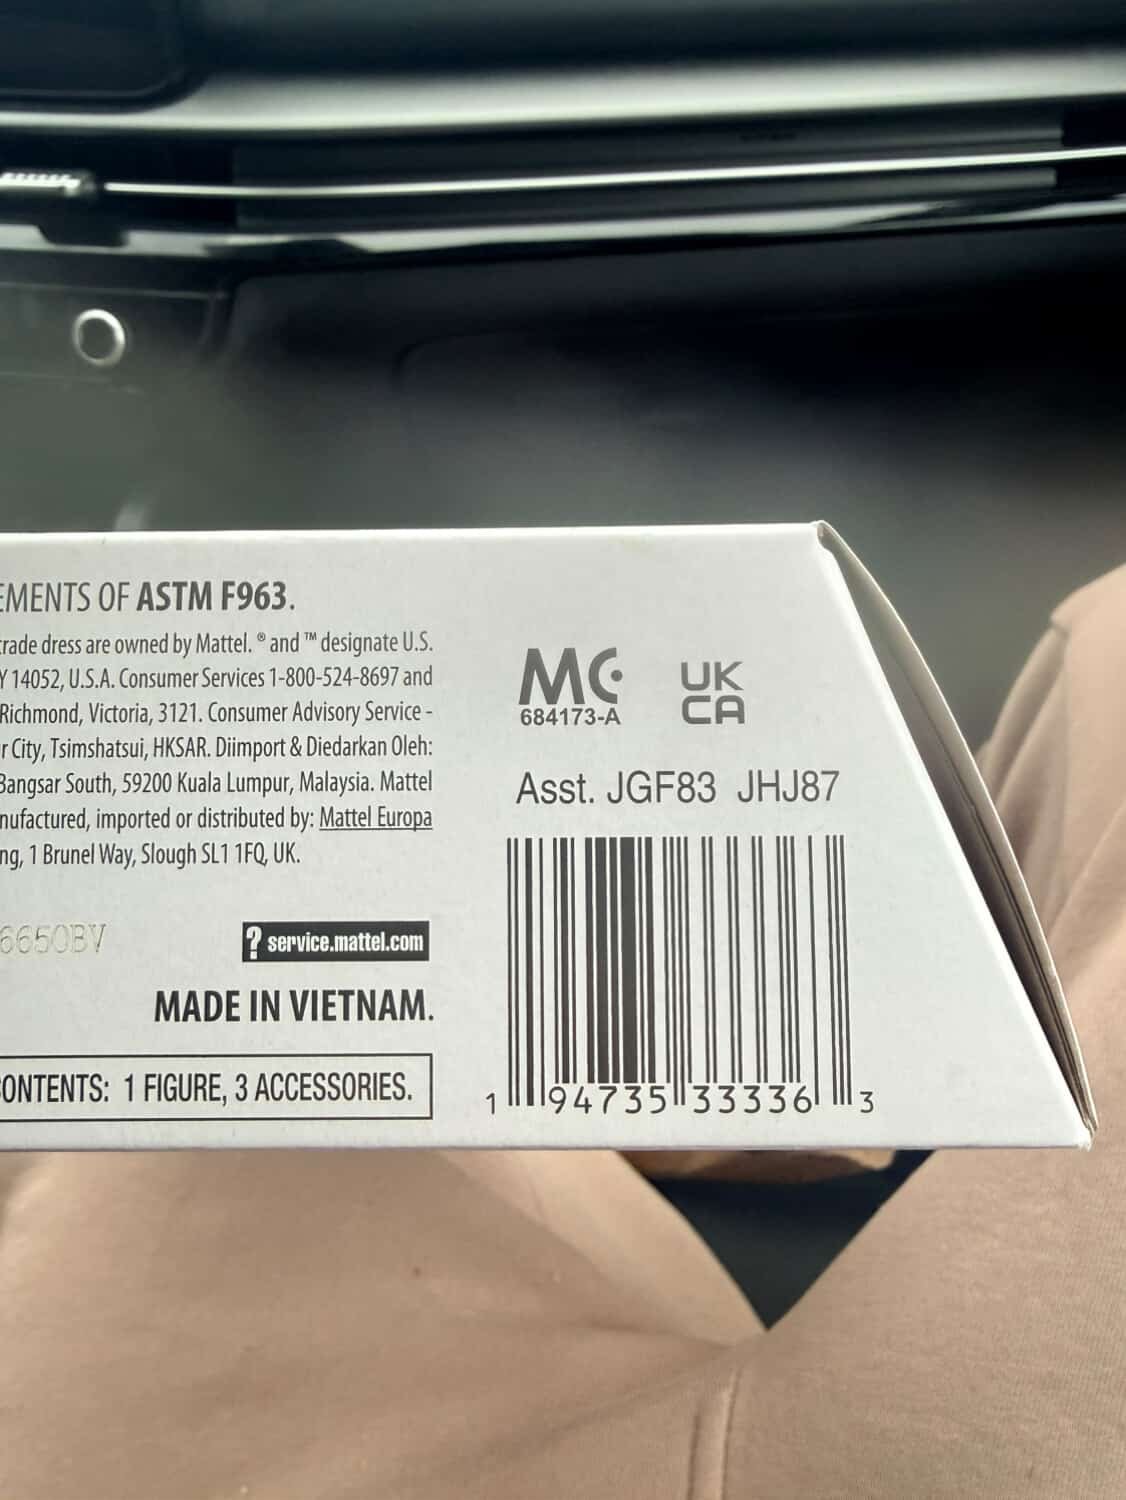 EMENTS OF ASTM F963.
trade dress are owned by Mattel. ® and ™ designate U.S.
Y 14052, U.S.A. Consumer Services 1-800-524-8697 and
Richmond, Victoria, 3121. Consumer Advisory Service -
r City, Tsimshatsui, HKSAR. Diimport & Diedarkan Oleh:
Bangsar South, 59200 Kuala Lumpur, Malaysia. Mattel
nufactured, imported or distributed by: Mattel Europa
ng, 1 Brunel Way, Slough SL1 1FQ, UK.
6650BV
? service.mattel.com
MADE IN VIETNAM.
ONTENTS: 1 FIGURE, 3 ACCESSORIES.
MC
684173-A
UK
CA
Asst. JGF83 JHJ87
1 94735 33336 3